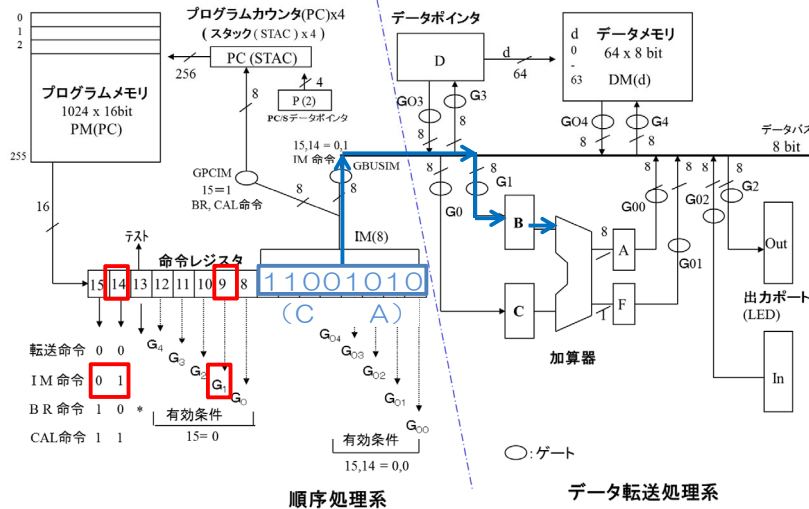 プログラムカウンタ(PC)x4
( スタック( STAC ) x 4 )
PC (STAC)
256
8
4
P (2)
PC/Sデータポインタ
0
1
2
プログラムメモリ
1024 x 16bit
PM(PC)
255
16
データポインタ
D
d
64
d
0
-
63
データメモリ
64 x 8 bit
DM(d)
GO3
G3
8
8
GO4
G4
8
8
データバス
8 bit
15,14 = 0,1
IM 命令
GBUSIM
GPCIM
15＝1
BR, CAL命令
8
8
8
8
G0
G1
8
8
8
8
G00
G01
G02
G2
B
C
8
A
1
F
加算器
Out
出力ポート
(LED)
In
テスト
命令レジスタ
IM(8)
15
14
13
12
11
10
9
8
11001010
(C A)
転送命令 0 0
IM 命令 0 1
BR 命令 1 0 *
CAL命令 1 1
G4
G3
G2
G1
G0
有効条件
15= 0
G04
G03
G02
G01
G00
有効条件
15,14 = 0,0
：ゲート
順序処理系
データ転送処理系